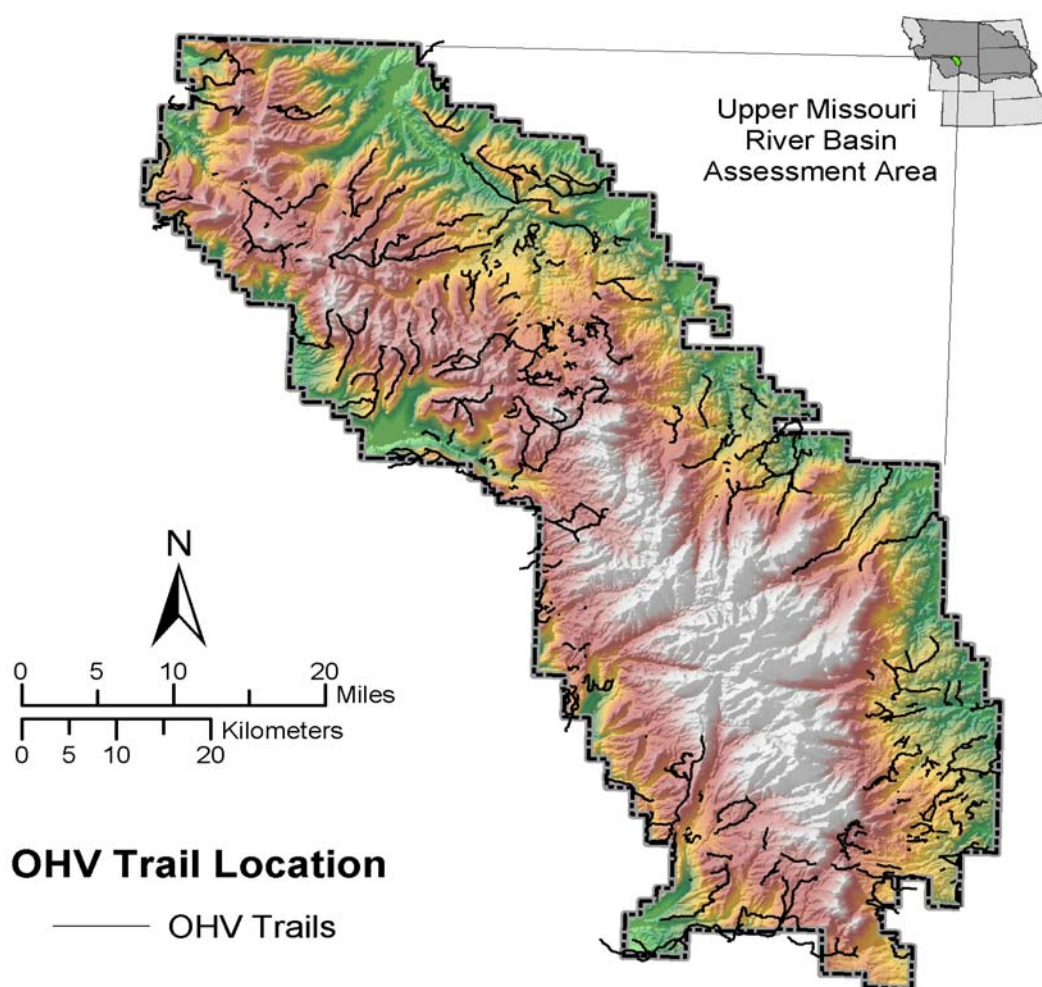 Upper Missouri
River Basin
Assessment Area
N
0 5 10 20
Miles
Kilometers
0 5 10 20
OHV Trail Location
OHV Trails